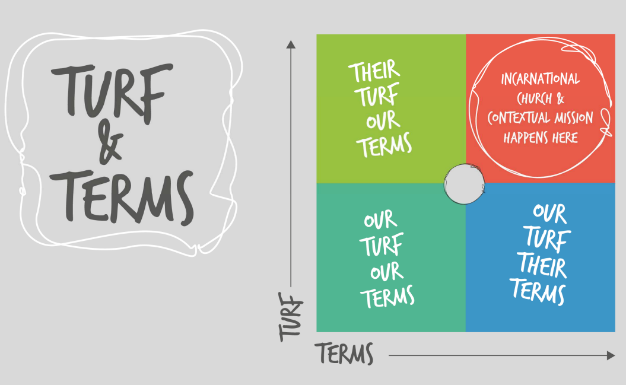 TURF
&
TERMS
THEIR
TURF
OUR
TERMS
INCARNATIONAL
CHURCH &
CONTEXTUAL MISSION
HAPPENS HERE
OUR
TURF
OUR
TERMS
OUR
TURF
THEIR
TERMS
TURF
TERMS